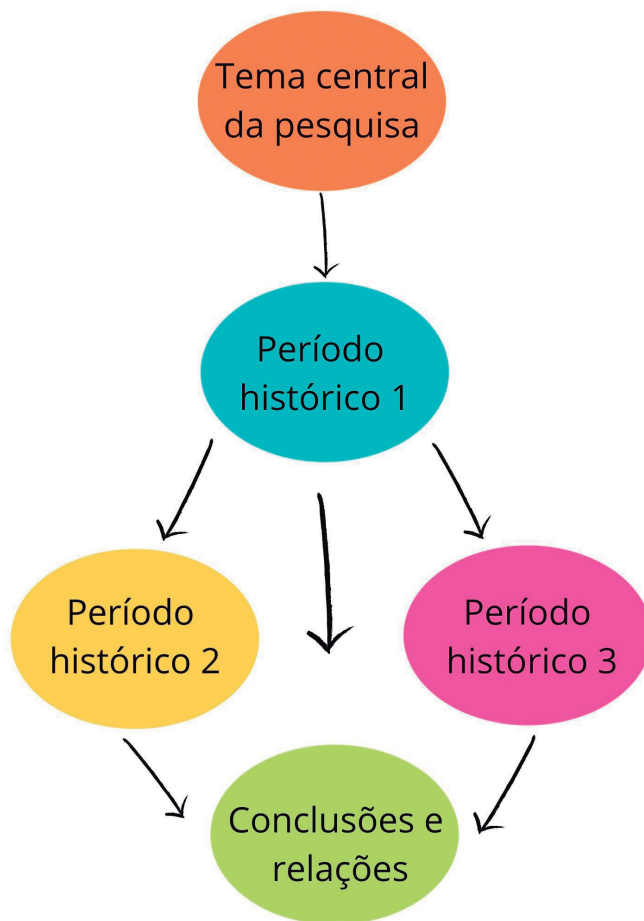 Tema central
da pesquisa
Período
histórico 1
Período
histórico 2
Período
histórico 3
Conclusões e
relações